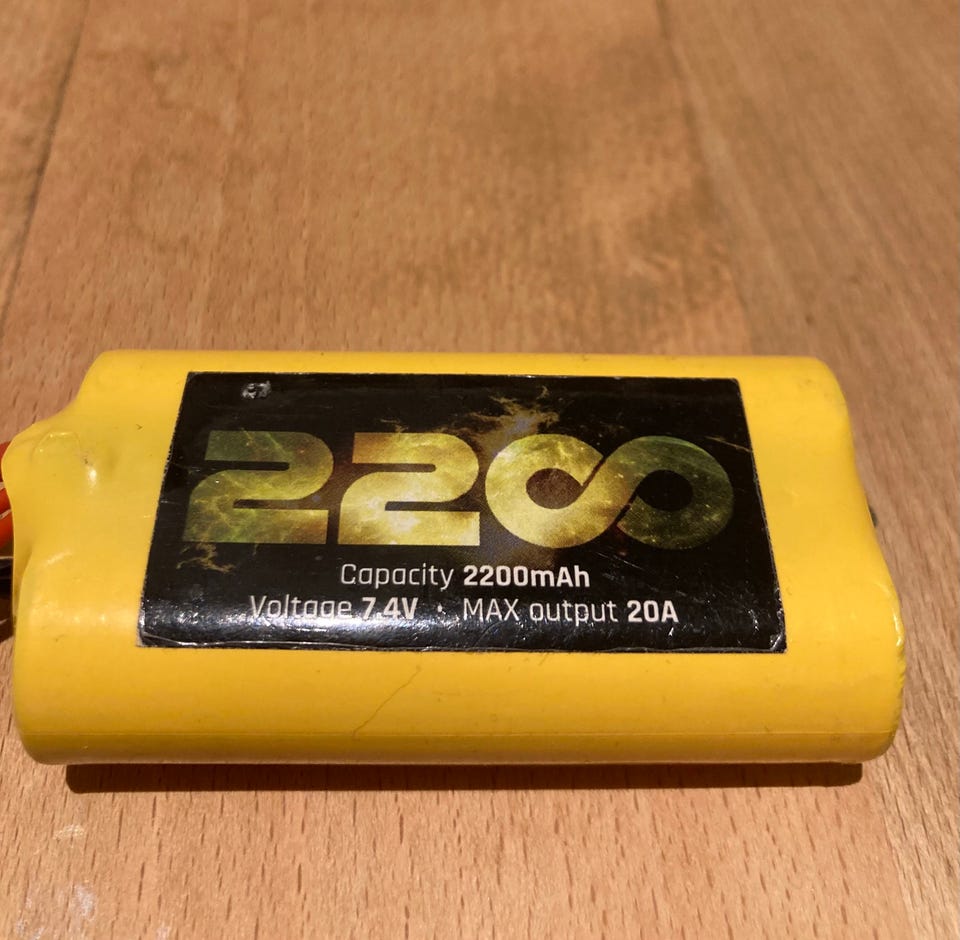 2200
Capacity 2200mAh
Voltage 7.4V · MAX output 20A